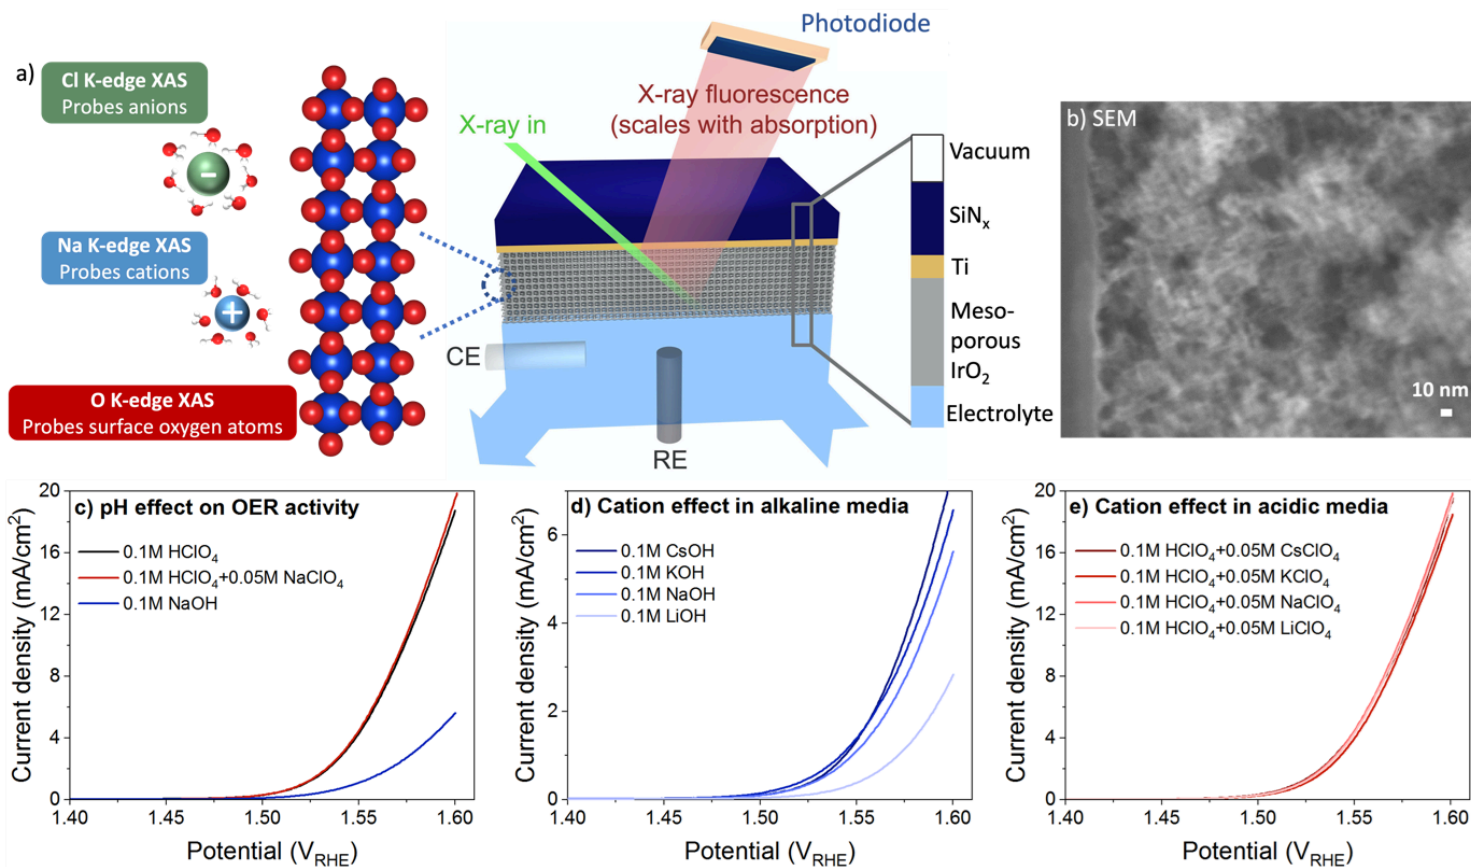 a)
Cl K-edge XAS
Probes anions
Na K-edge XAS
Probes cations
O K-edge XAS
Probes surface oxygen atoms
−
+
Photodiode
X-ray fluorescence
(scales with absorption)
X-ray in
CE
RE
Vacuum
SiNₓ
Ti
Meso-
porous
IrO₂
Electrolyte
b) SEM
10 nm
c) pH effect on OER activity
0.1M HClO₄
0.1M HClO₄+0.05M NaClO₄
0.1M NaOH
Current density (mA/cm²)
20
16
12
8
4
0
1.40
1.45
1.50
1.55
1.60
Potential (V_RHE)
d) Cation effect in alkaline media
0.1M CsOH
0.1M KOH
0.1M NaOH
0.1M LiOH
Current density (mA/cm²)
6
4
2
0
1.40
1.45
1.50
1.55
1.60
Potential (V_RHE)
e) Cation effect in acidic media
0.1M HClO₄+0.05M CsClO₄
0.1M HClO₄+0.05M KClO₄
0.1M HClO₄+0.05M NaClO₄
0.1M HClO₄+0.05M LiClO₄
Current density (mA/cm²)
20
16
12
8
4
0
1.40
1.45
1.50
1.55
1.60
Potential (V_RHE)